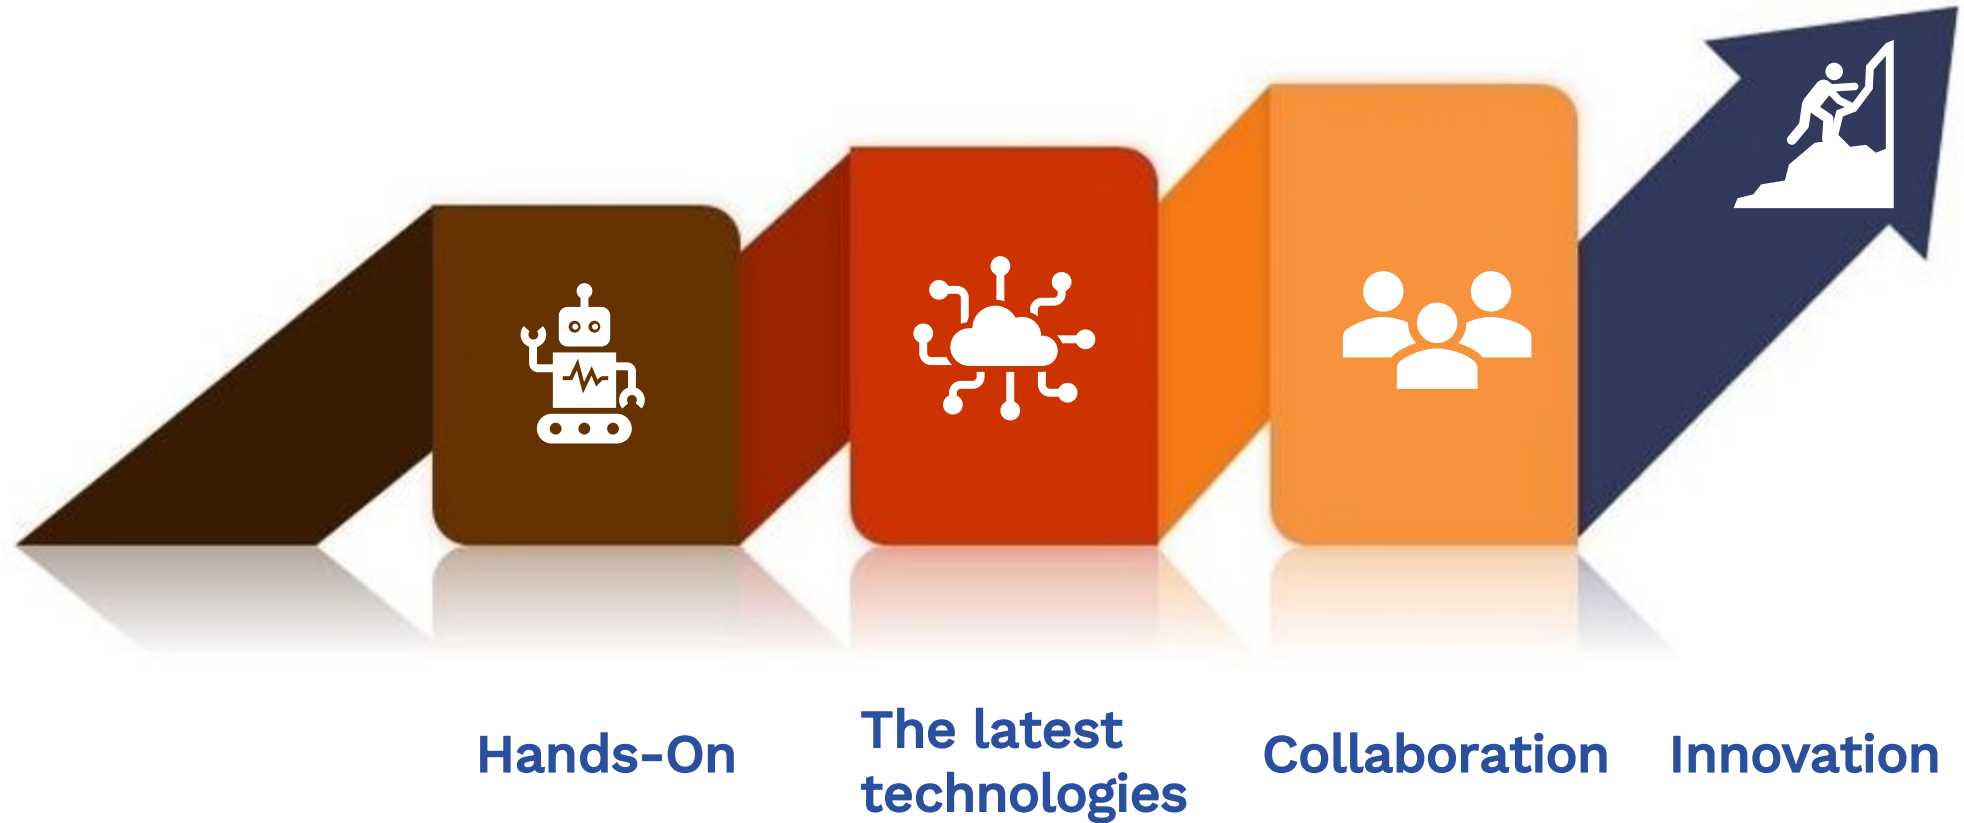 Hands-On
The latest
technologies
Collaboration
Innovation